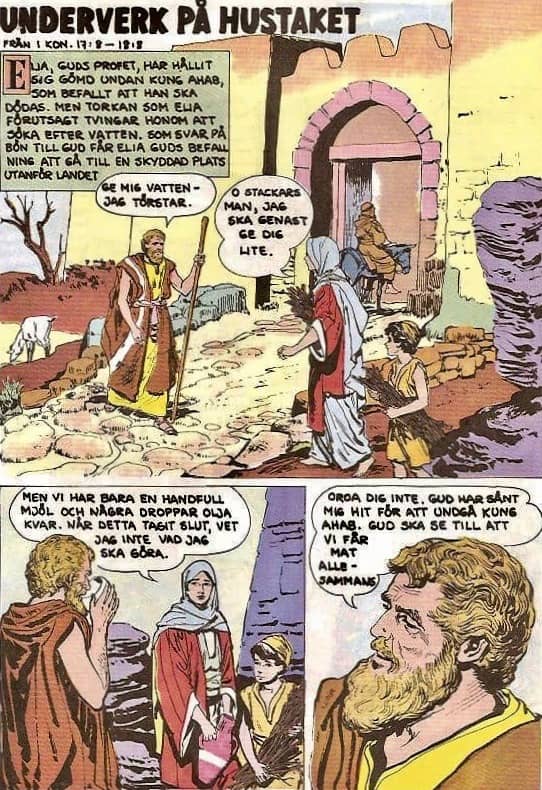 UNDERVERK PÅ HUSTAKET
FRÅN 1 KON. 17:8-18:8
ELIA, GUDS PROFET, HAR HÅLLIT
SIG GÖMD UNDAN KUNG AHAB,
SOM BEFALLT ATT HAN SKA
DÖDAS. MEN TORKAN SOM ELIA
FÖRUTSAGT TVINGAR HONOM ATT
SÖKA EFTER VATTEN. SOM SVAR PÅ
BÖN TILL GUD FÅR ELIA GUDS BEFALL
NING ATT GÅ TILL EN SKYDDAD PLATS
UTANFÖR LANDET
GE MIG VATTEN-
JAG TÖRSTAR.
O STACKARS
MAN, JAG
SKA GENAST
GE DIG
LITE.
MEN VI HAR BARA EN HANDFULL
MJÖL OCH NÅGRA DROPPAR OLJA
KVAR. NÄR DETTA TAGIT SLUT, VET
JAG INTE VAD JAG
SKA GÖRA.
OROA DIG INTE. GUD HAR SÄNT
MIG HIT FÖR ATT UNDGÅ KUNG
AHAB. GUD SKA SE TILL ATT
VI FÅR
MAT
ALLE-
SAMMANS